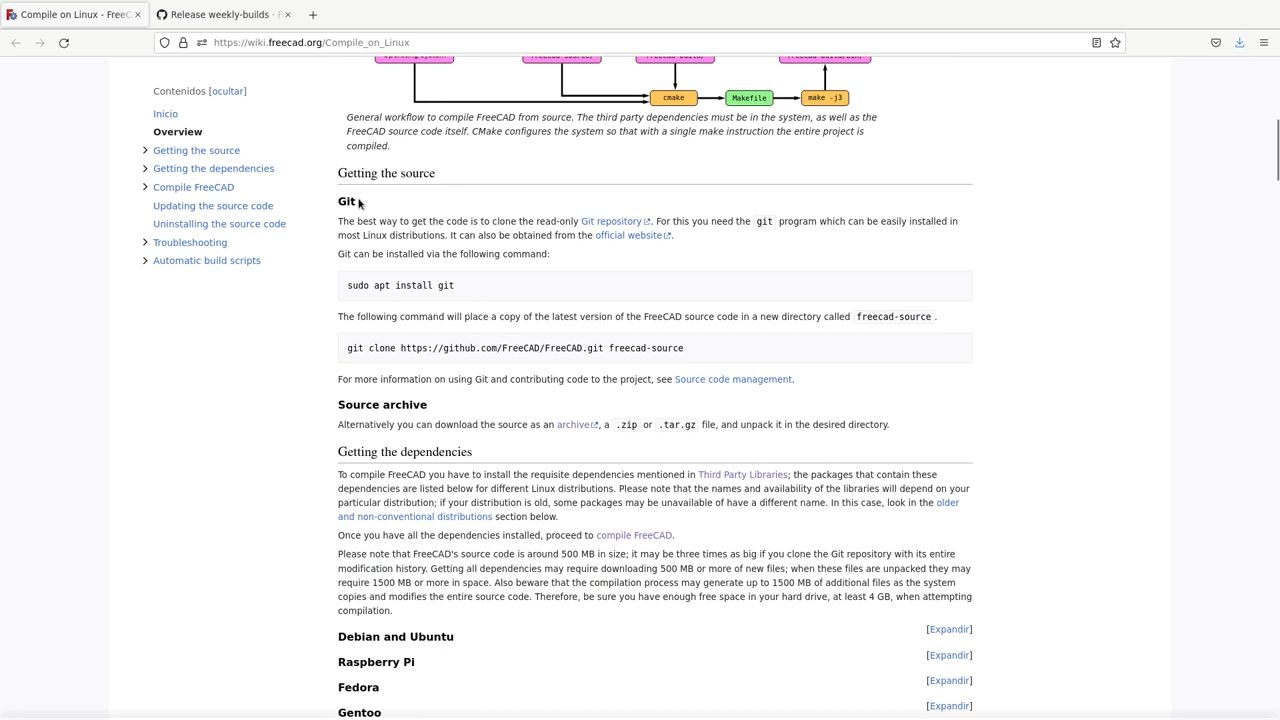 Compile on Linux - FreeC
Release weekly-builds · F
https://wiki.freecad.org/Compile_on_Linux
Contenidos [ocultar]
Inicio
Overview
Getting the source
Getting the dependencies
Compile FreeCAD
Updating the source code
Uninstalling the source code
Troubleshooting
Automatic build scripts
cmake
Makefile
make -j3
General workflow to compile FreeCAD from source. The third party dependencies must be in the system, as well as the
FreeCAD source code itself. CMake configures the system so that with a single make instruction the entire project is
compiled.
Getting the source
Git
The best way to get the code is to clone the read-only Git repository. For this you need the git program which can be easily installed in
most Linux distributions. It can also be obtained from the official website.
Git can be installed via the following command:
sudo apt install git
The following command will place a copy of the latest version of the FreeCAD source code in a new directory called freecad-source.
git clone https://github.com/FreeCAD/FreeCAD.git freecad-source
For more information on using Git and contributing code to the project, see Source code management.
Source archive
Alternatively you can download the source as an archive, a .zip or .tar.gz file, and unpack it in the desired directory.
Getting the dependencies
To compile FreeCAD you have to install the requisite dependencies mentioned in Third Party Libraries; the packages that contain these
dependencies are listed below for different Linux distributions. Please note that the names and availability of the libraries will depend on your
particular distribution; if your distribution is old, some packages may be unavailable of have a different name. In this case, look in the older
and non-conventional distributions section below.
Once you have all the dependencies installed, proceed to compile FreeCAD.
Please note that FreeCAD's source code is around 500 MB in size; it may be three times as big if you clone the Git repository with its entire
modification history. Getting all dependencies may require downloading 500 MB or more of new files; when these files are unpacked they may
require 1500 MB or more in space. Also beware that the compilation process may generate up to 1500 MB of additional files as the system
copies and modifies the entire source code. Therefore, be sure you have enough free space in your hard drive, at least 4 GB, when attempting
compilation.
Debian and Ubuntu [Expandir]
Raspberry Pi [Expandir]
Fedora [Expandir]
Gentoo [Expandir]